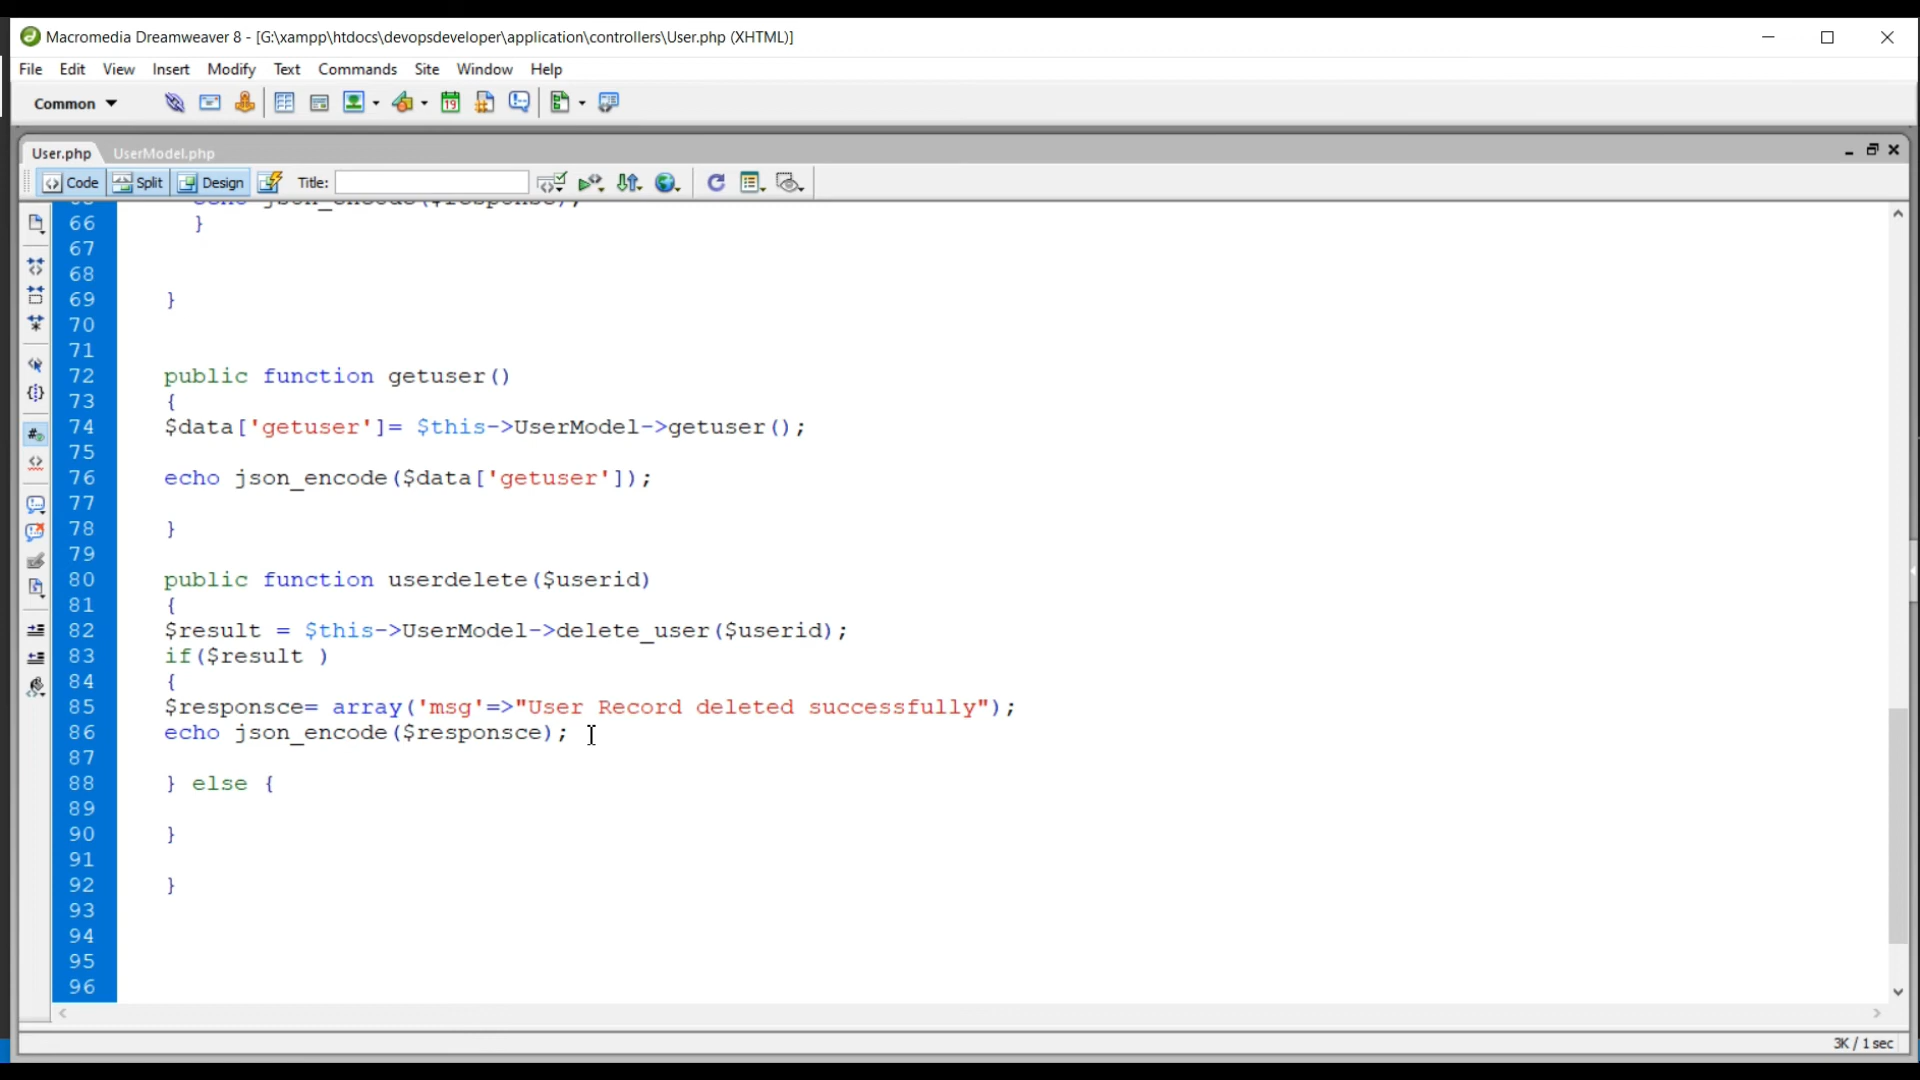 Macromedia Dreamweaver 8 - [G:\xampp\htdocs\devopsdeveloper\application\controllers\User.php (XHTML)]
File Edit View Insert Modify Text Commands Site Window Help
Common
19
User.php UserModel.php
Code Split Design Title:
66 }
67
68
69 }
70
71
72 public function getuser()
73 {
74 $data['getuser']= $this->UserModel->getuser();
75
76 echo json_encode($data['getuser']);
77
78 }
79
80 public function userdelete($userid)
81 {
82 $result = $this->UserModel->delete_user($userid);
83 if($result )
84 {
85 $responsce= array('msg'=>"User Record deleted successfully");
86 echo json_encode($responsce);
87
88 } else {
89
90 }
91
92 }
93
94
95
96
3K / 1 sec